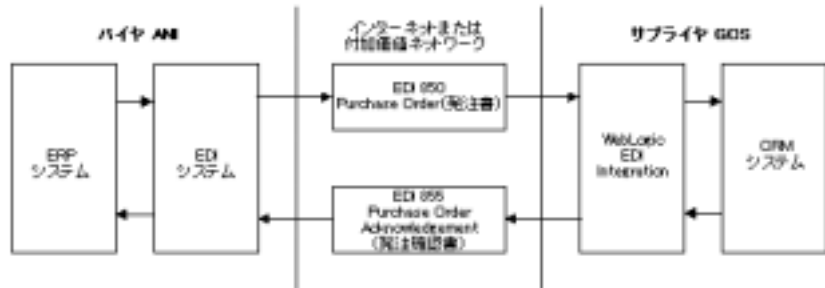 バイヤ ANI
インターネットまたは
付加価値ネットワーク
サプライヤ GOS
ERP
システム
EDI
システム
EDI 850
Purchase Order(発注書)
EDI 855
Purchase Order
Acknowledgement
(発注確認書)
WebLogic
EDI
Integration
CRM
システム